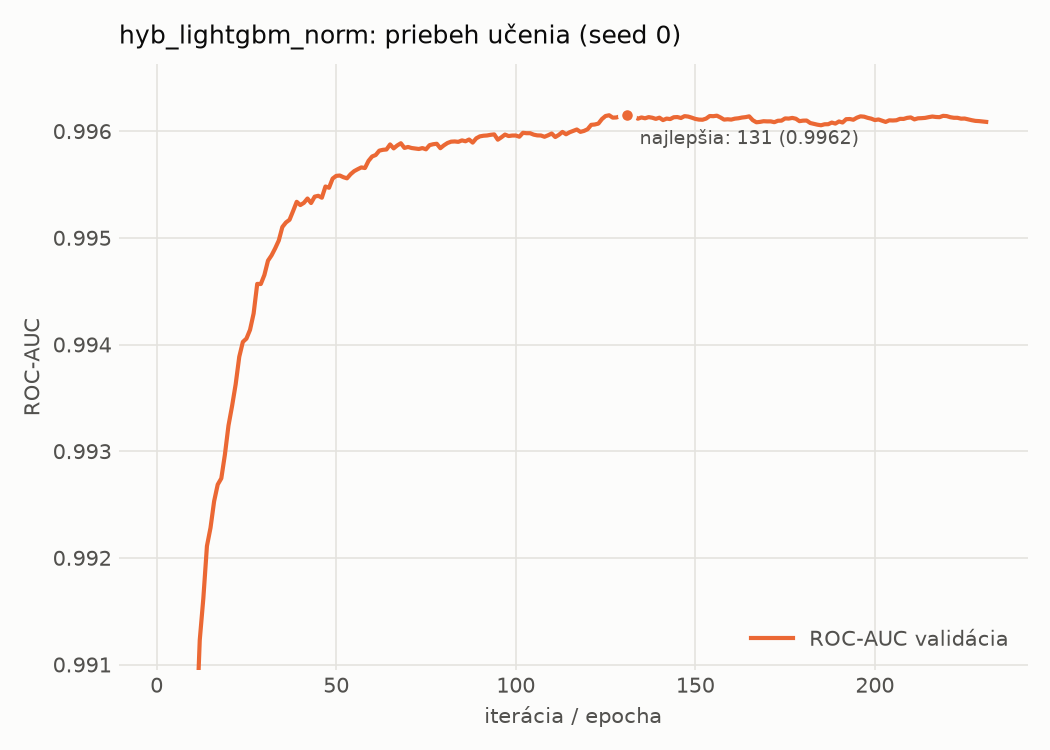 hyb_lightgbm_norm: priebeh učenia (seed 0)
0.996
najlepšia: 131 (0.9962)
0.995
0.994
ROC-AUC
0.993
0.992
ROC-AUC validácia
0.991
0 50 100 150 200
iterácia / epocha